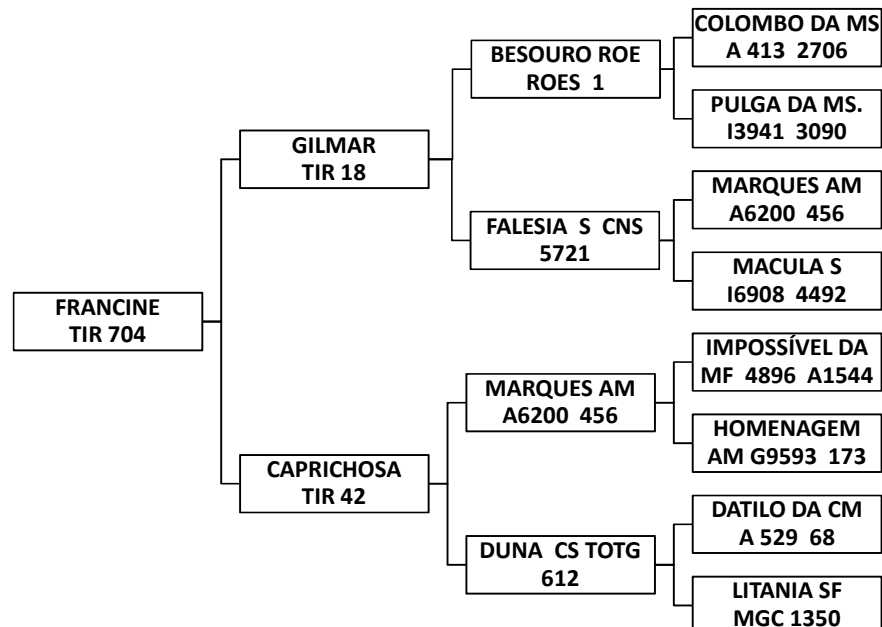 FRANCINE
TIR 704
GILMAR
TIR 18
CAPRICHOSA
TIR 42
BESOURO ROE
ROES 1
FALESIA S CNS
5721
MARQUES AM
A6200 456
DUNA CS TOTG
612
COLOMBO DA MS
A 413 2706
PULGA DA MS.
I3941 3090
MARQUES AM
A6200 456
MACULA S
I6908 4492
IMPOSSÍVEL DA
MF 4896 A1544
HOMENAGEM
AM G9593 173
DATILO DA CM
A 529 68
LITANIA SF
MGC 1350